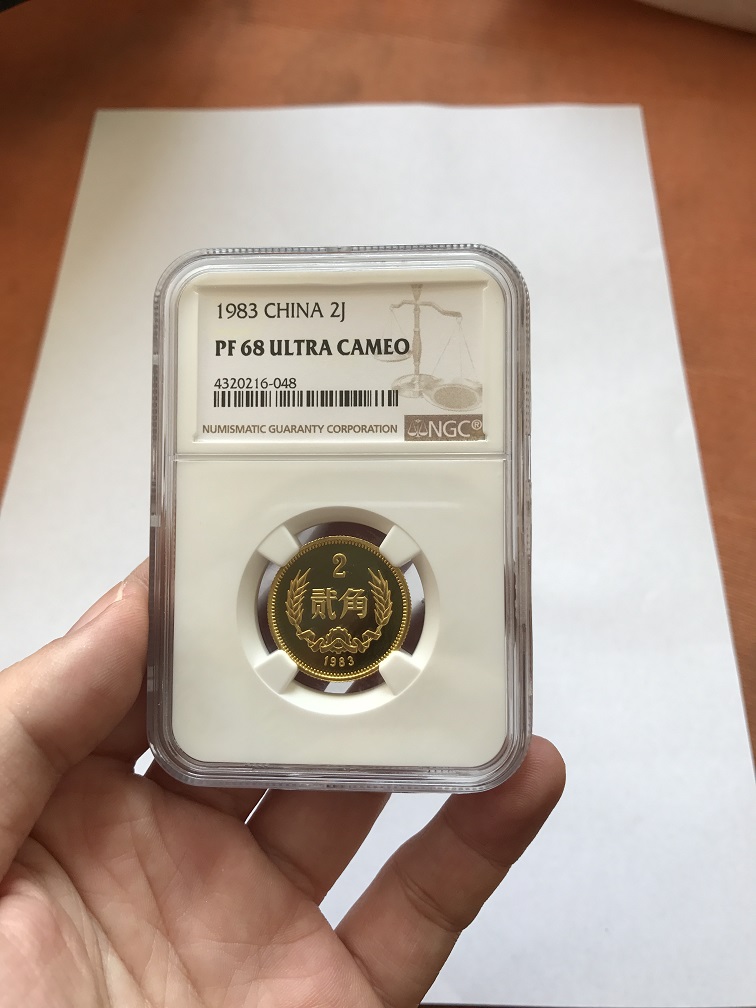 1983 CHINA 2J
PF 68 ULTRA CAMEO
4320216-048
NUMISMATIC GUARANTY CORPORATION
NGC®
2
贰角
1983